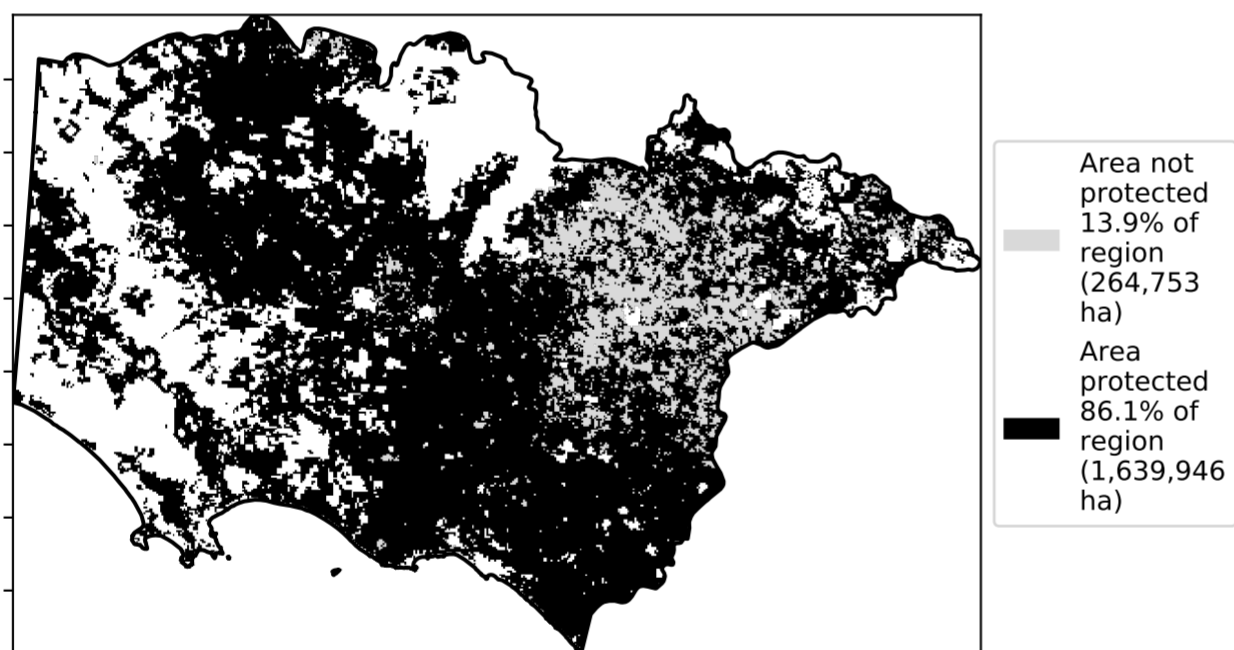 Area not
protected
13.9% of
region
(264,753
ha)
Area
protected
86.1% of
region
(1,639,946
ha)